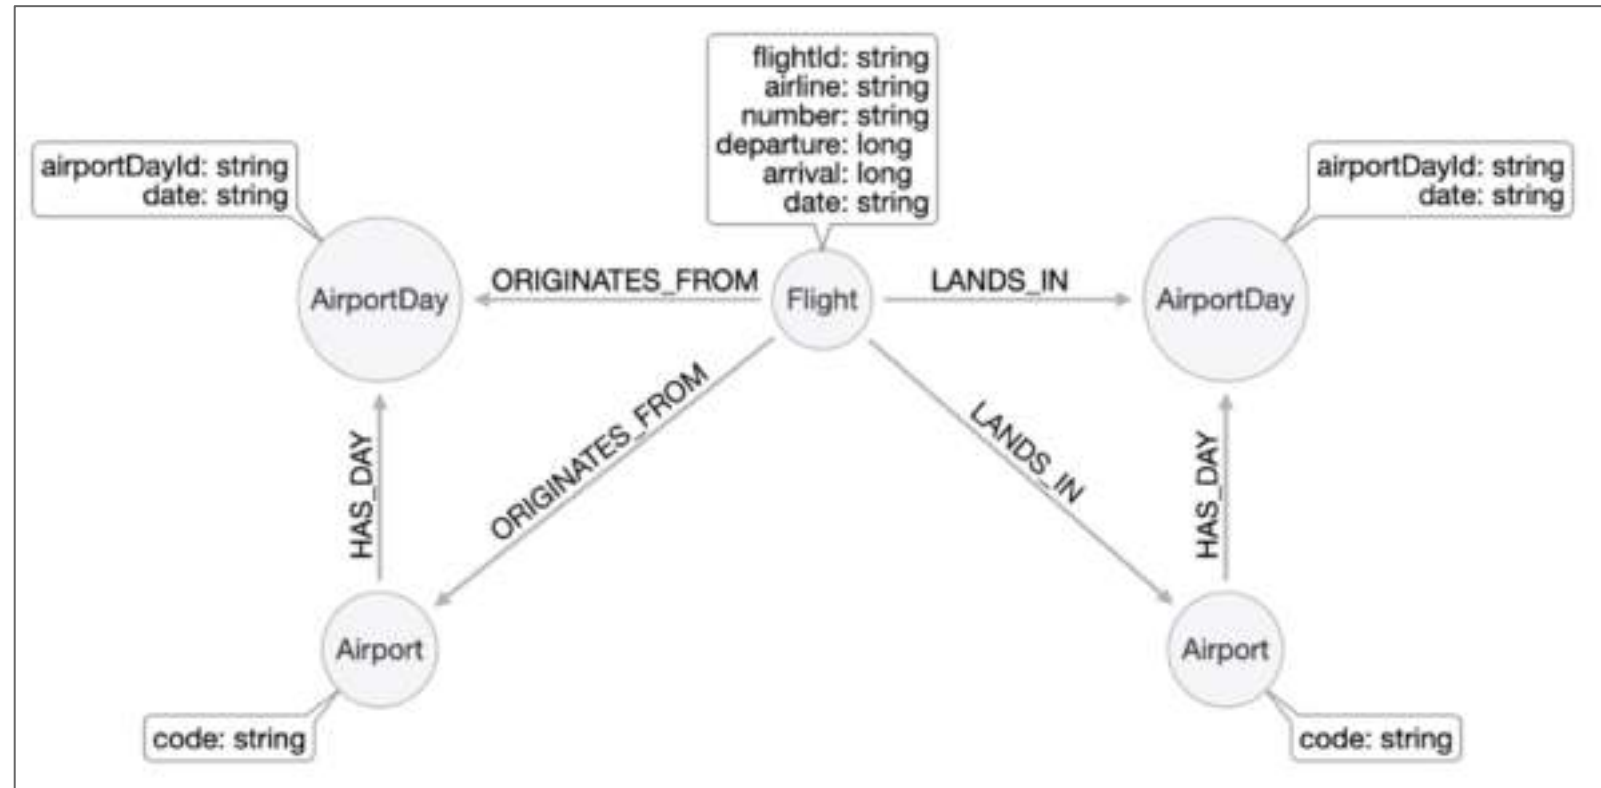 flightId: string
airline: string
number: string
departure: long
arrival: long
date: string
airportDayId: string
date: string
airportDayId: string
date: string
AirportDay
ORIGINATES_FROM
Flight
LANDS_IN
AirportDay
ORIGINATES_FROM
LANDS_IN
HAS_DAY
HAS_DAY
Airport
Airport
code: string
code: string